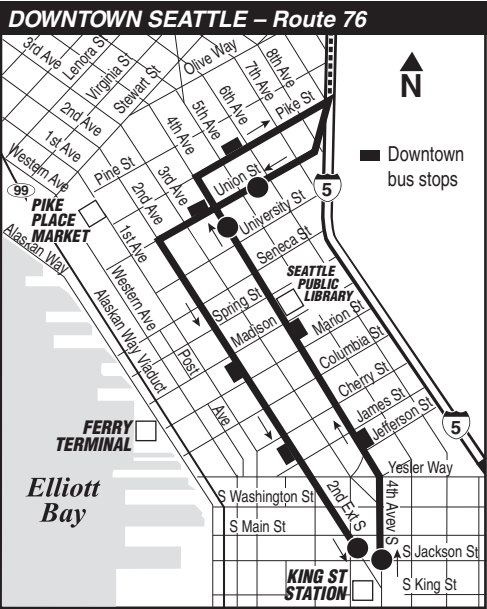 DOWNTOWN SEATTLE – Route 76
3rd Ave
Lenora St
Virginia St
Stewart St
Olive Way
8th Ave
7th Ave
6th Ave
5th Ave
4th Ave
Pike St
N
2nd Ave
1st Ave
Western Ave
Pine St
3rd Ave
2nd Ave
1st Ave
Union St
Downtown
bus stops
99
5
PIKE
PLACE
MARKET
University St
Seneca St
Alaskan Way
SEATTLE
PUBLIC
LIBRARY
Western Ave
Alaskan Way Viaduct
Spring St
Madison
Marion St
Columbia St
Post
Ave
Cherry St
James St
Jefferson St
5
FERRY
TERMINAL
Yesler Way
Elliott
Bay
S Washington St
2nd Ext S
4th Avev S
S Main St
S Jackson St
KING ST
STATION
S King St